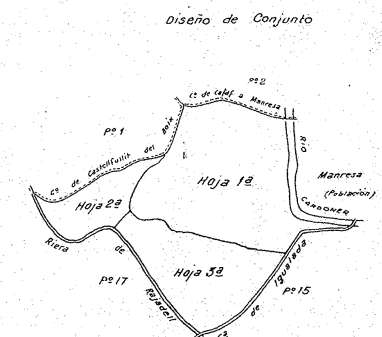 Diseño de Conjunto
Pº 2
Cº de Calaf a Manresa
Pº 1
Cº de Castellfullit del Boix
RIO
CARDONER
Manresa
(Población)
Hoja 1ª
Hoja 2ª
Riera de Rajadell
Hoja 3ª
Pº 17
Cª de Igualada
Pº 15